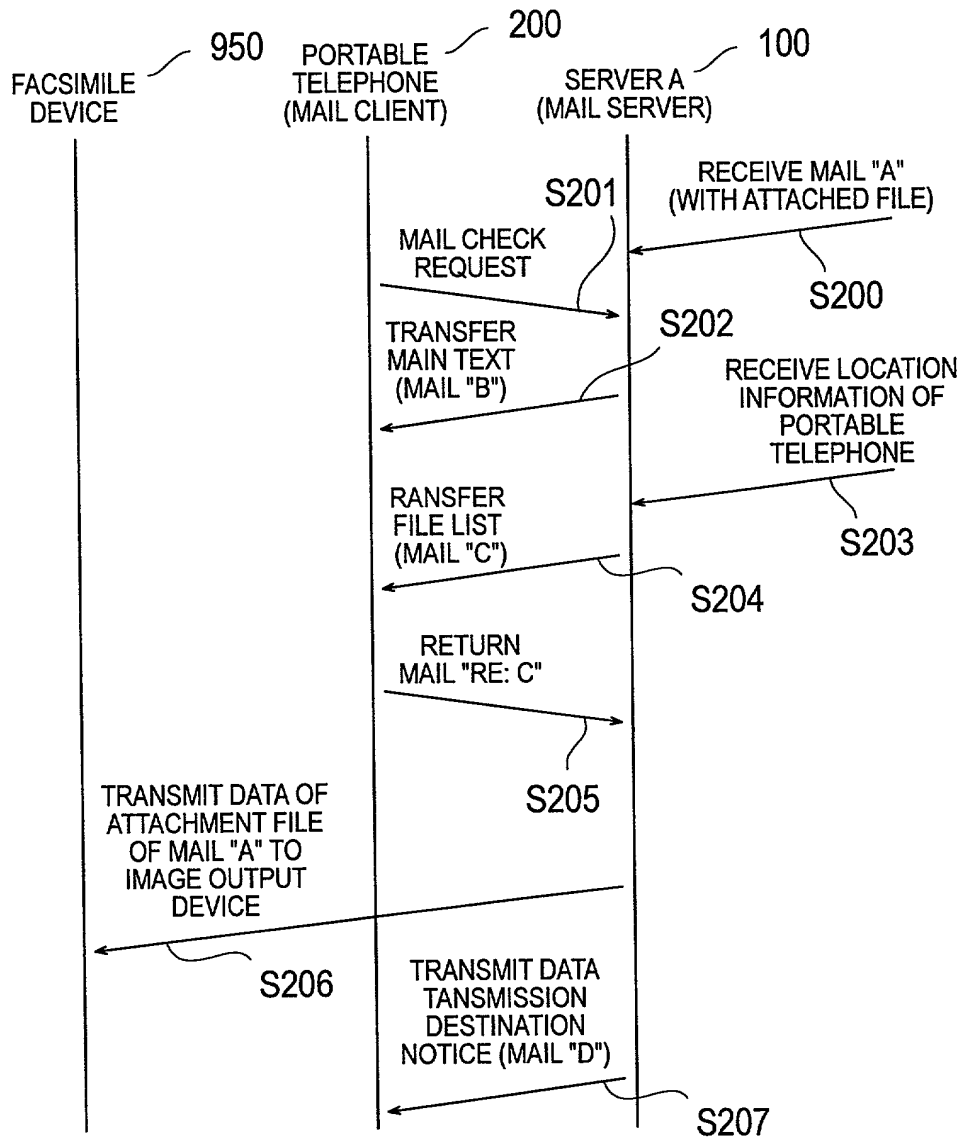 950
FACSIMILE
DEVICE
200
PORTABLE
TELEPHONE
(MAIL CLIENT)
100
SERVER A
(MAIL SERVER)
RECEIVE MAIL "A"
(WITH ATTACHED FILE)
S200
S201
MAIL CHECK
REQUEST
S202
TRANSFER
MAIN TEXT
(MAIL "B")
RECEIVE LOCATION
INFORMATION OF
PORTABLE
TELEPHONE
S203
RANSFER
FILE LIST
(MAIL "C")
S204
RETURN
MAIL "RE: C"
S205
TRANSMIT DATA OF
ATTACHMENT FILE
OF MAIL "A" TO
IMAGE OUTPUT
DEVICE
S206
TRANSMIT DATA
TANSMISSION
DESTINATION
NOTICE (MAIL "D")
S207